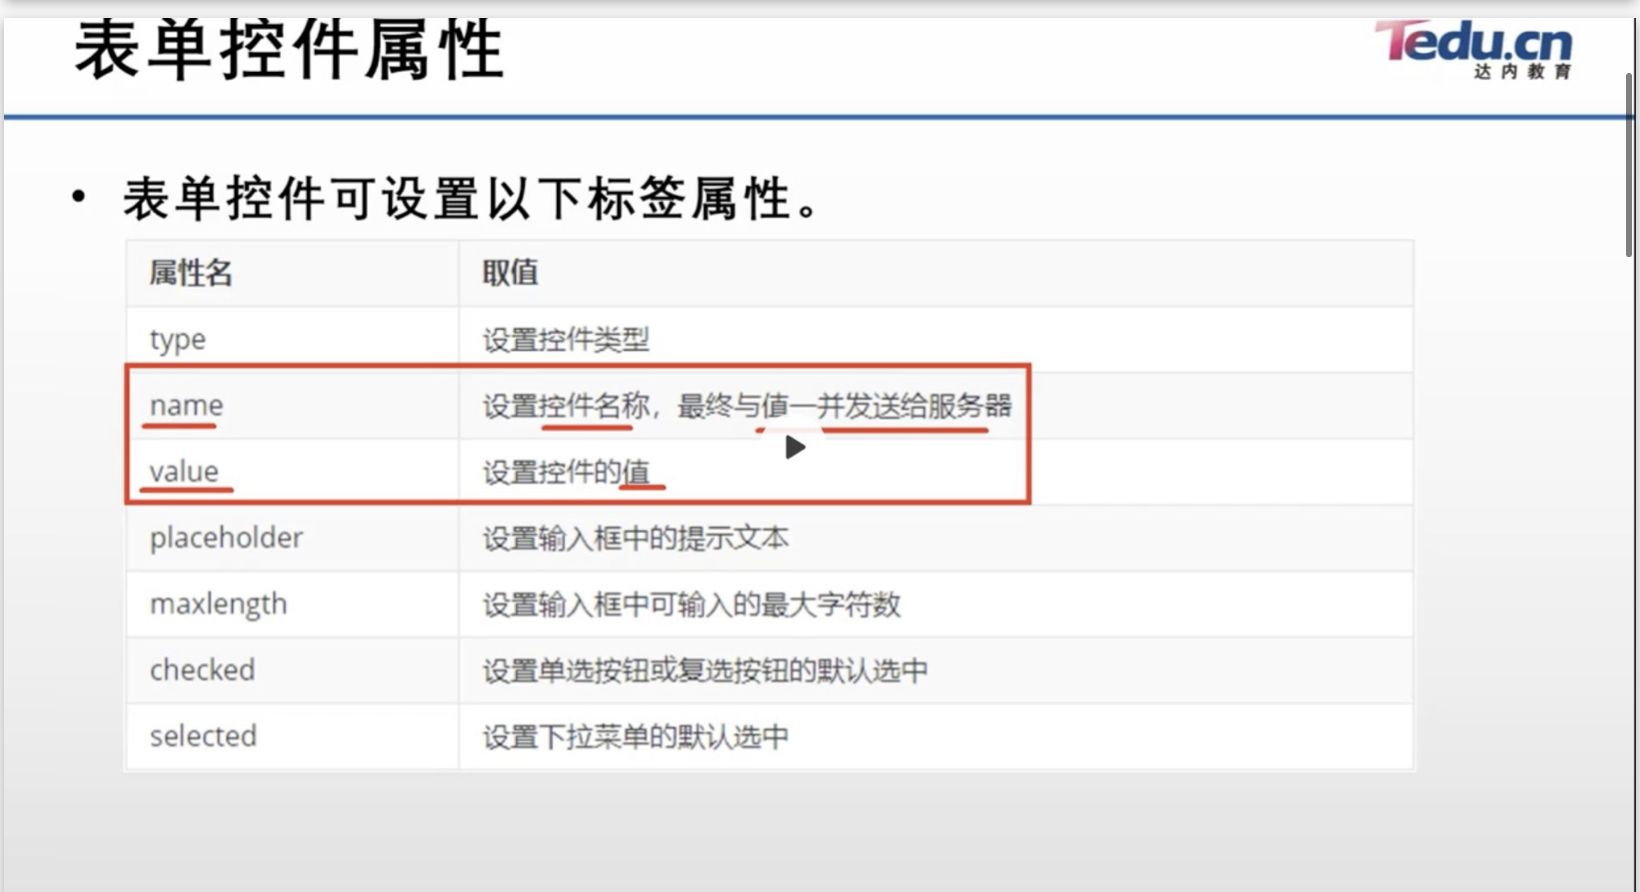 表单控件属性
Tedu.cn
达内教育
• 表单控件可设置以下标签属性。
属性名 取值
type 设置控件类型
name 设置控件名称，最终与值一并发送给服务器
value 设置控件的值
placeholder 设置输入框中的提示文本
maxlength 设置输入框中可输入的最大字符数
checked 设置单选按钮或复选按钮的默认选中
selected 设置下拉菜单的默认选中